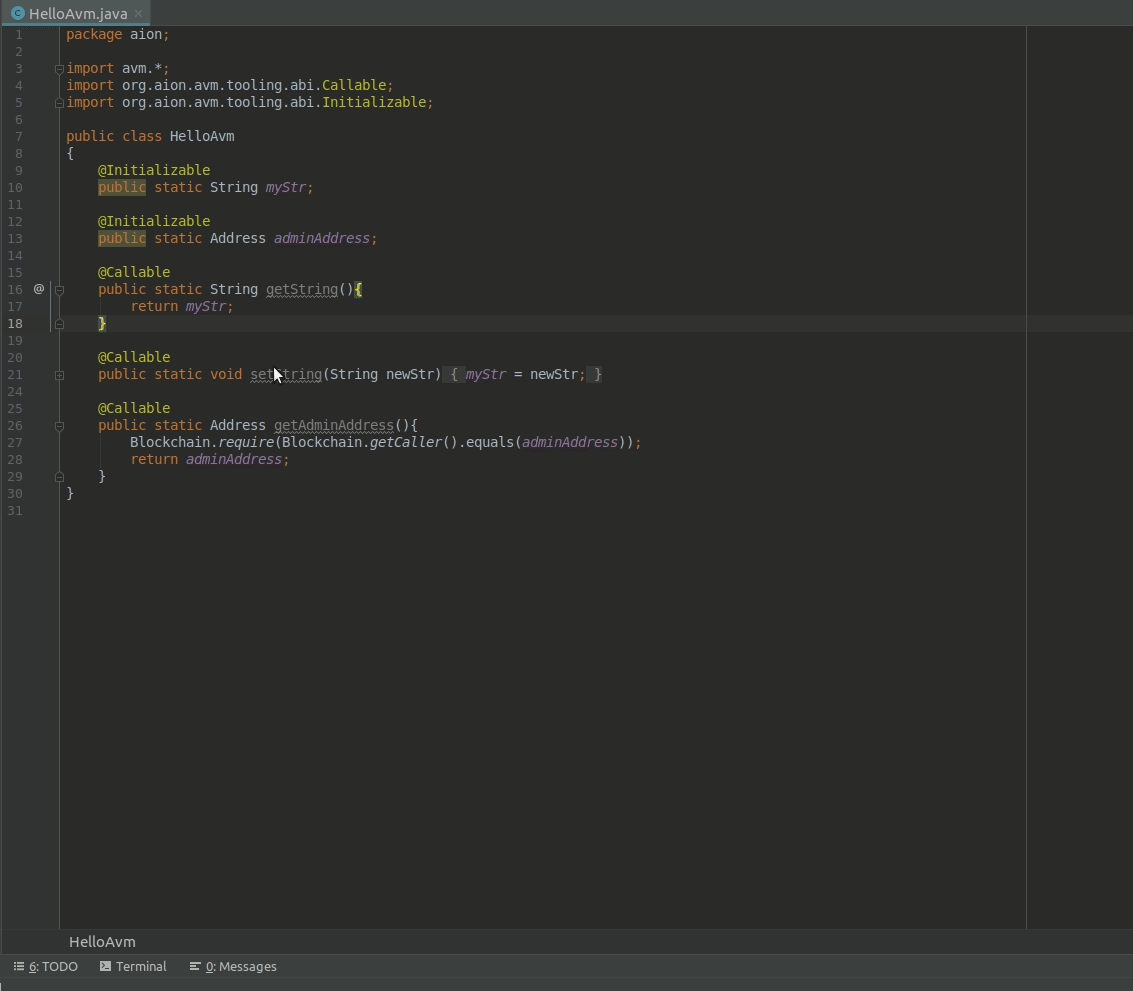 HelloAvm.java
1 package aion;
2
3 import avm.*;
4 import org.aion.avm.tooling.abi.Callable;
5 import org.aion.avm.tooling.abi.Initializable;
6
7 public class HelloAvm
8 {
9 @Initializable
10 public static String myStr;
11
12 @Initializable
13 public static Address adminAddress;
14
15 @Callable
16 @ public static String getString(){
17 return myStr;
18 }
19
20 @Callable
21 public static void setString(String newStr) { myStr = newStr; }
24
25 @Callable
26 public static Address getAdminAddress(){
27 Blockchain.require(Blockchain.getCaller().equals(adminAddress));
28 return adminAddress;
29 }
30 }
31
HelloAvm
6: TODO Terminal 0: Messages